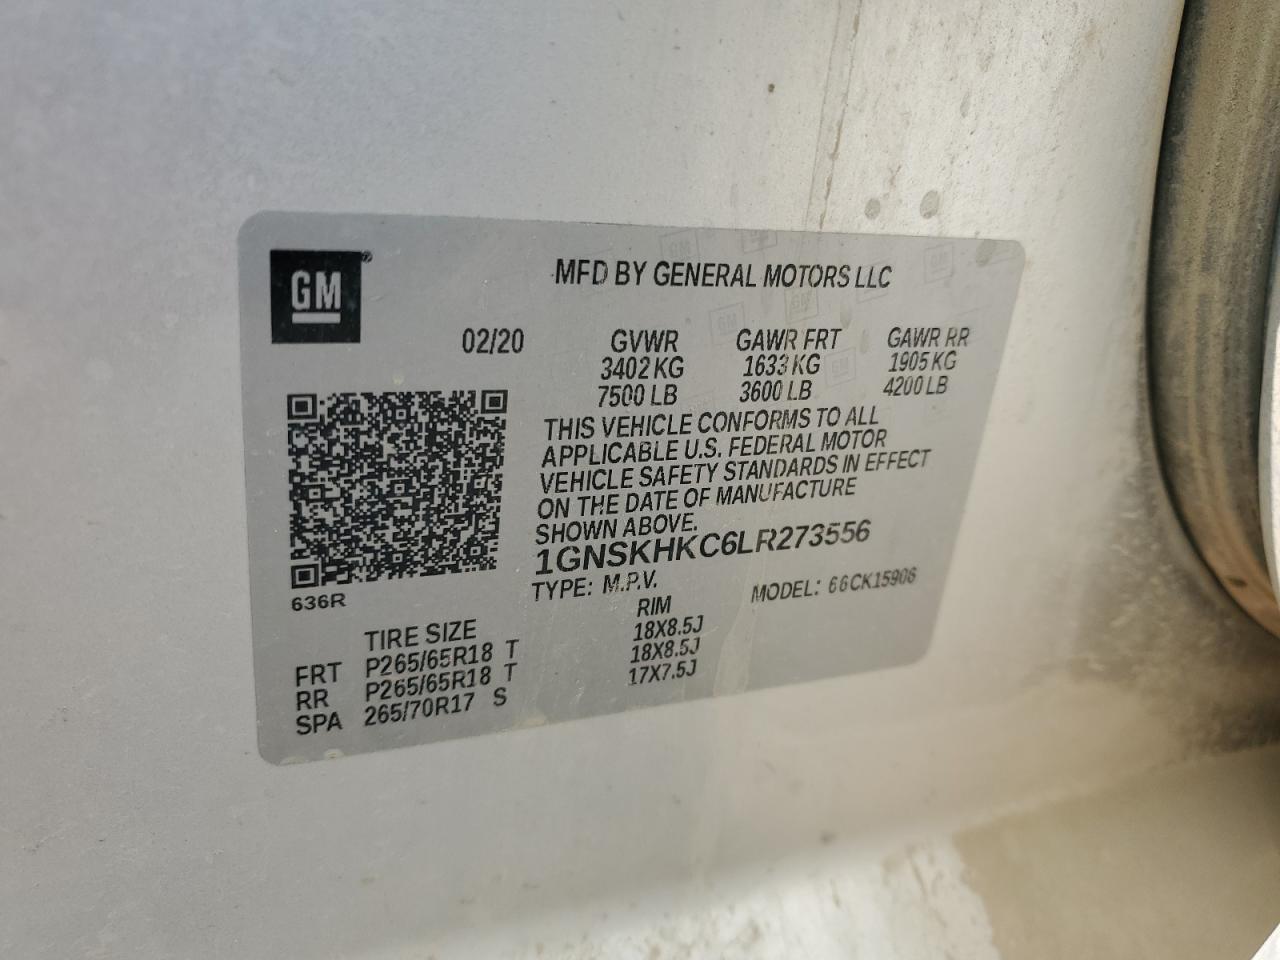 GM®
MFD BY GENERAL MOTORS LLC
02/20 GVWR GAWR FRT GAWR RR
3402 KG 1633 KG 1905 KG
7500 LB 3600 LB 4200 LB
THIS VEHICLE CONFORMS TO ALL
APPLICABLE U.S. FEDERAL MOTOR
VEHICLE SAFETY STANDARDS IN EFFECT
ON THE DATE OF MANUFACTURE
SHOWN ABOVE.
1GNSKHKC6LR273556
TYPE: M.P.V. MODEL: 66CK15906
636R
TIRE SIZE RIM
FRT P265/65R18 T 18X8.5J
RR P265/65R18 T 18X8.5J
SPA 265/70R17 S 17X7.5J